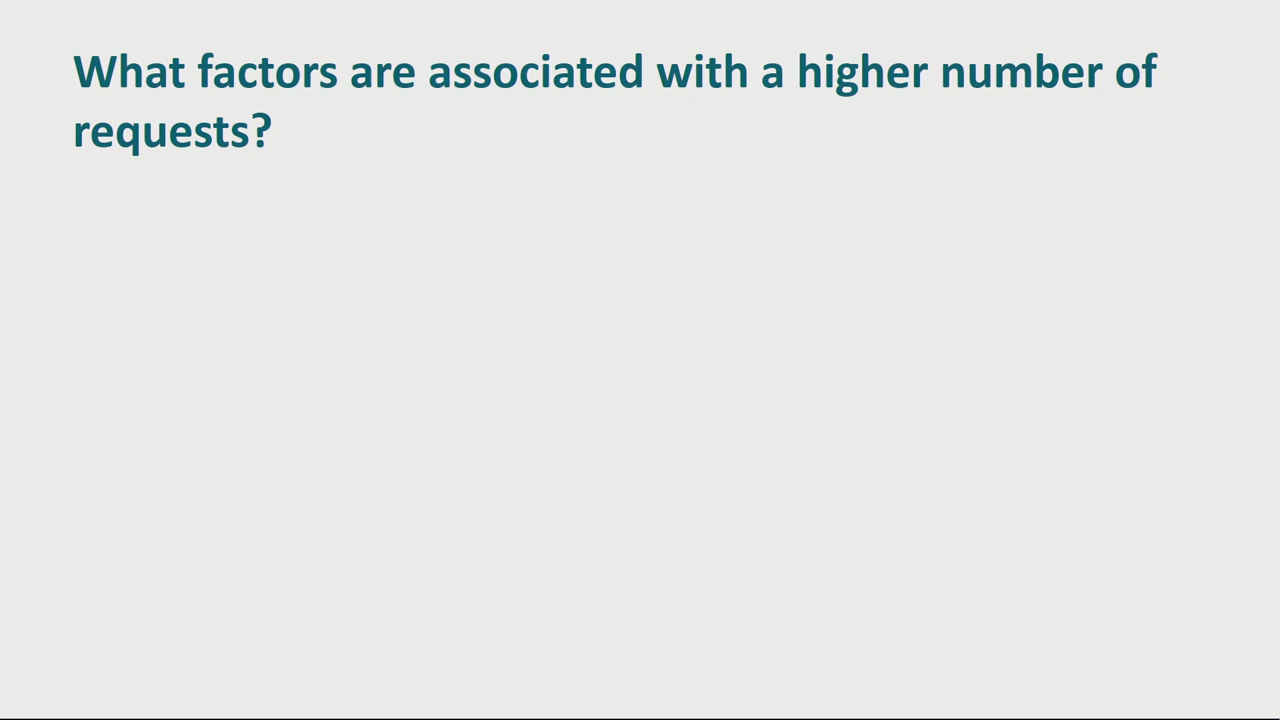 What factors are associated with a higher number of
requests?